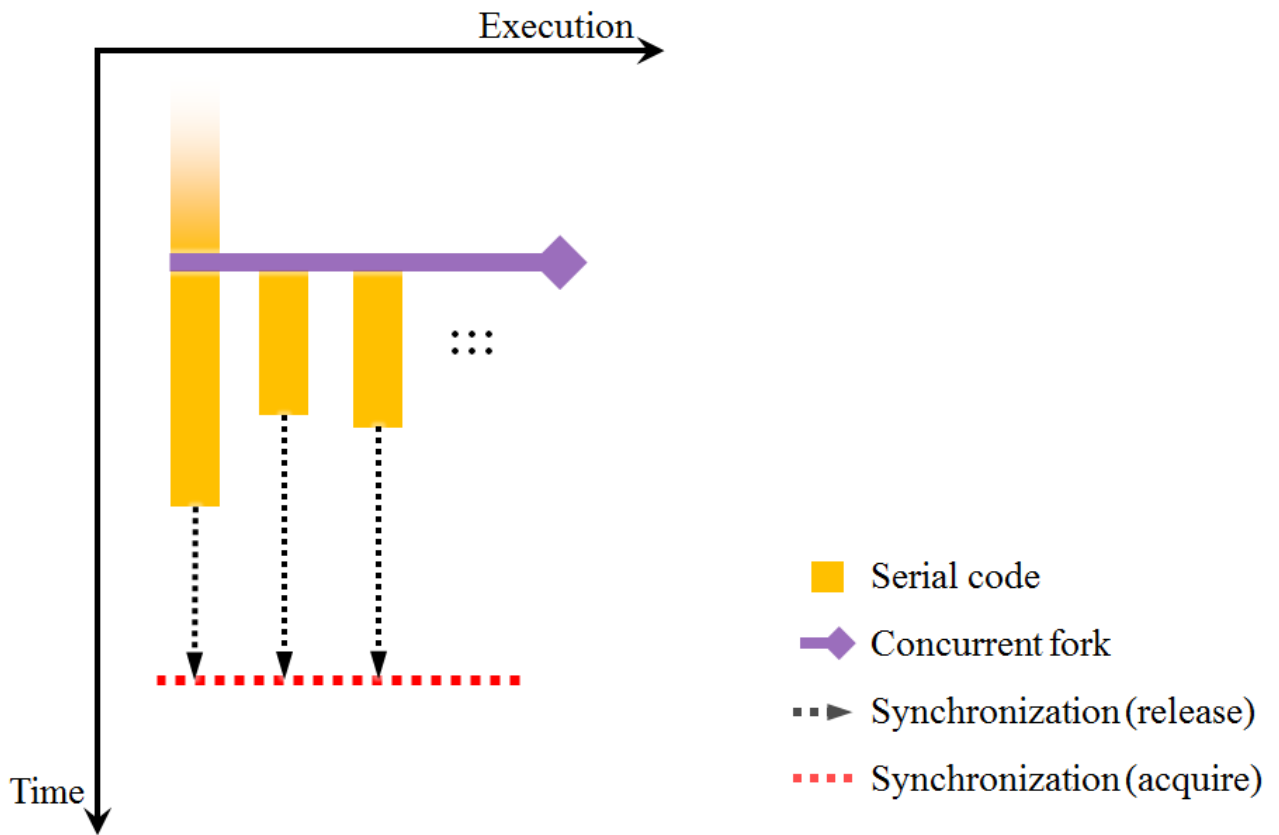 Execution
Serial code
Concurrent fork
Synchronization (release)
Synchronization (acquire)
Time